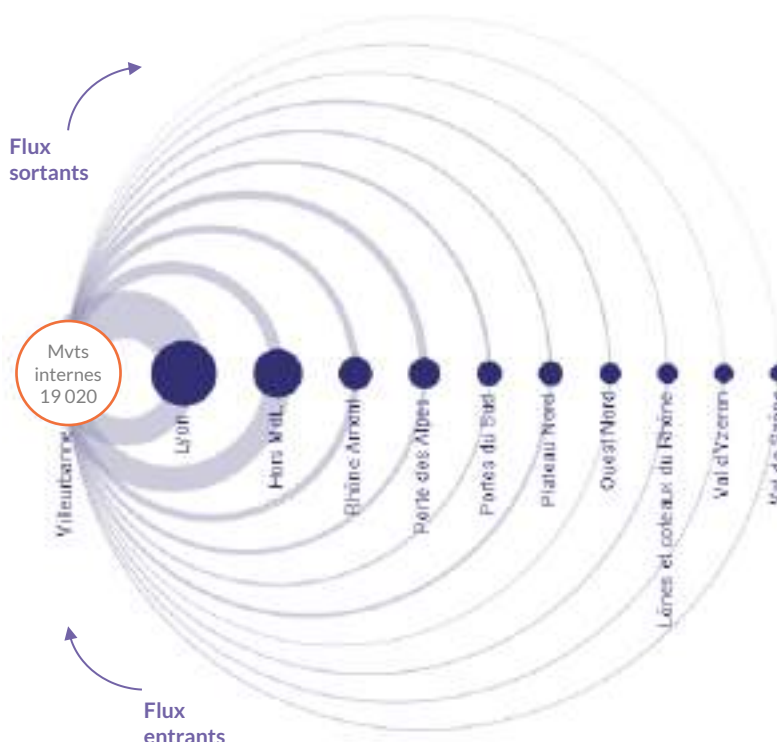 Flux
sortants
Mvts
internes
19 020
Villeurbanne
Lyon
Hors MdL
Rhône Amont
Porte des Alpes
Portes du Sud
Plateau Nord
Ouest Nord
Lônes et coteaux du Rhône
Val d'Yzeron
Flux
entrants